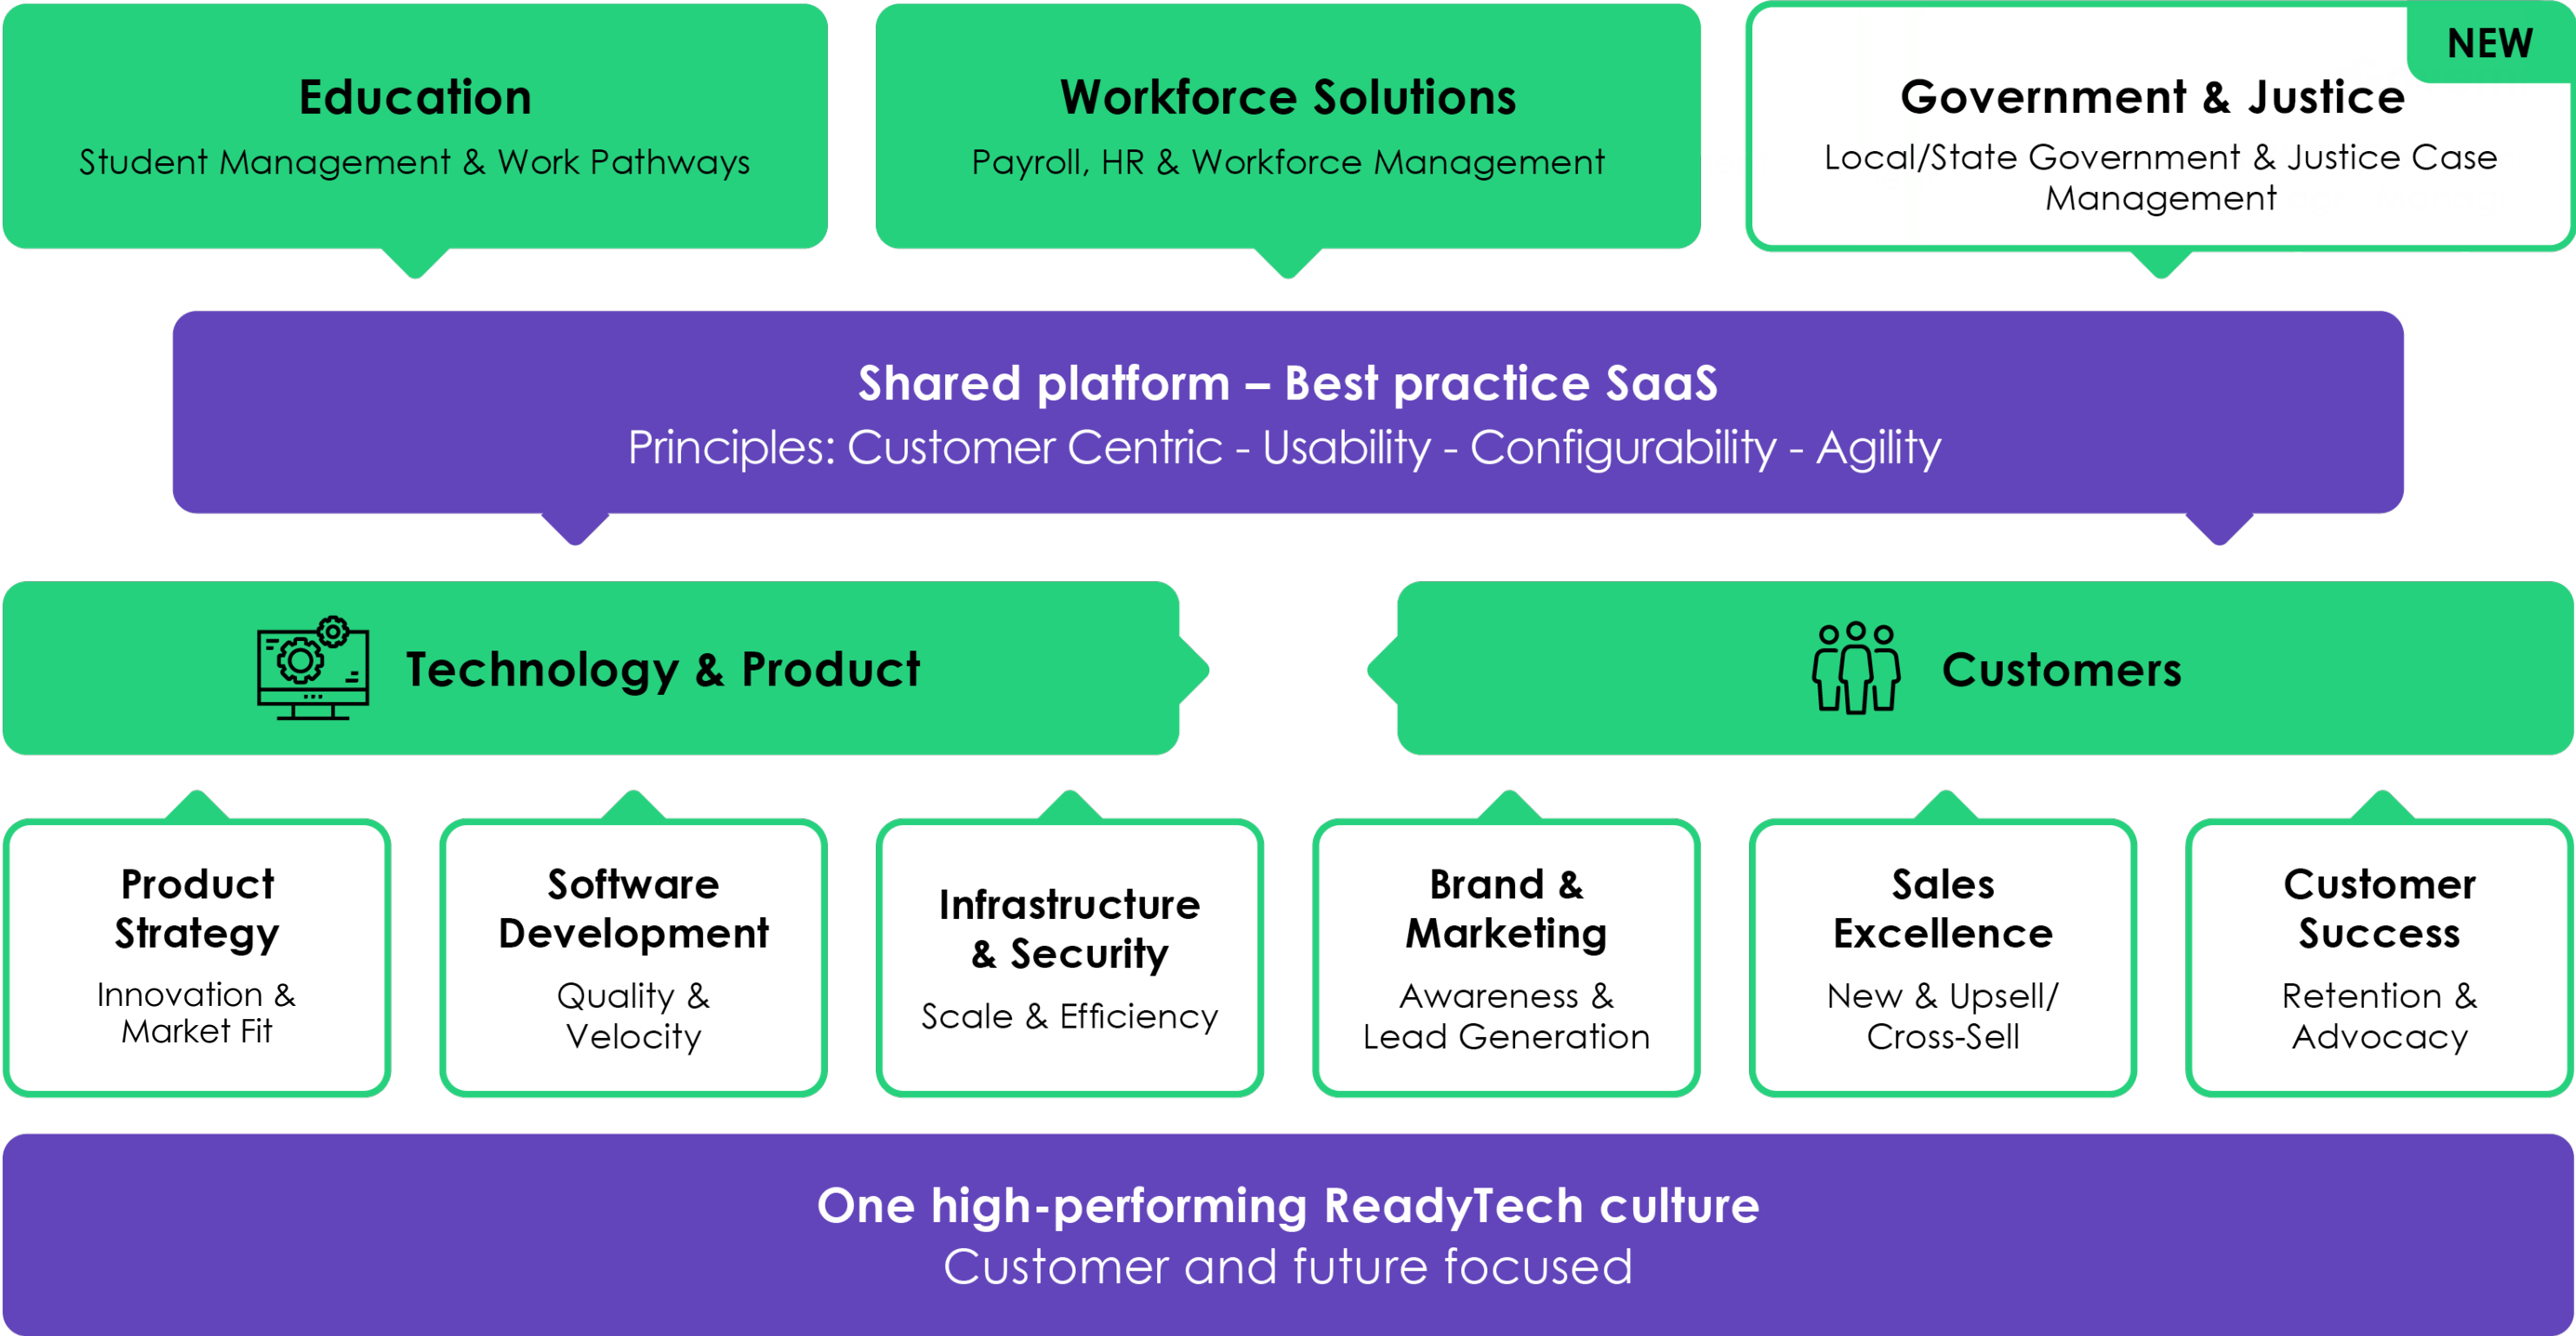 Education
Student Management & Work Pathways
Workforce Solutions
Payroll, HR & Workforce Management
NEW
Government & Justice
Local/State Government & Justice Case
Management
Shared platform – Best practice SaaS
Principles: Customer Centric - Usability - Configurability - Agility
Technology & Product
Customers
Product
Strategy
Innovation &
Market Fit
Software
Development
Quality &
Velocity
Infrastructure
& Security
Scale & Efficiency
Brand &
Marketing
Awareness &
Lead Generation
Sales
Excellence
New & Upsell/
Cross-Sell
Customer
Success
Retention &
Advocacy
One high-performing ReadyTech culture
Customer and future focused